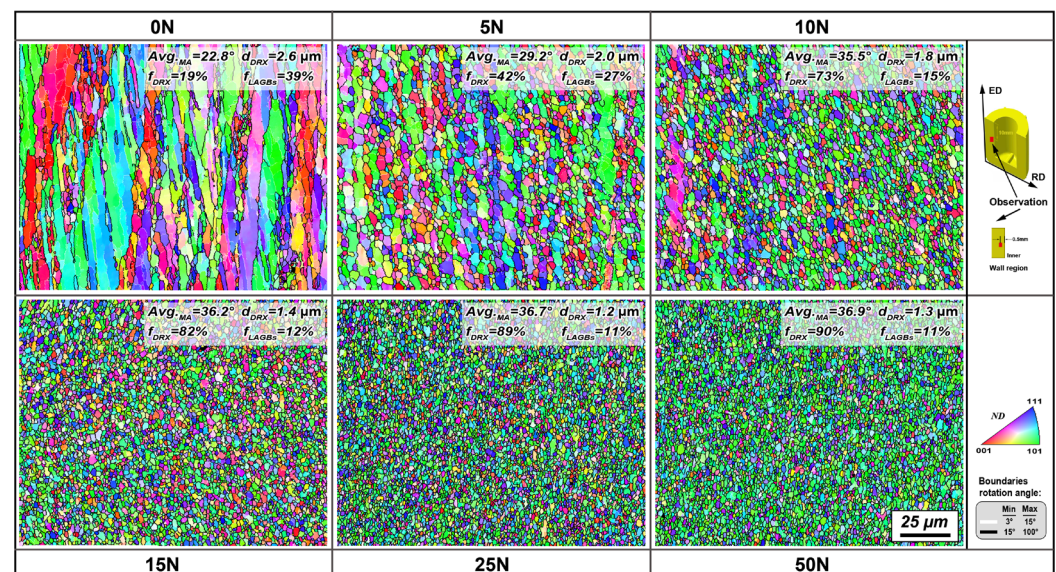 0N
5N
10N
Avg.MA=22.8° dDRX=2.6 μm
fDRX=19% fLAGBs=39%
Avg.MA=29.2° dDRX=2.0 μm
fDRX=42% fLAGBs=27%
Avg.MA=35.5° dDRX=1.8 μm
fDRX=73% fLAGBs=15%
ED
RD
Observation
0.5mm
Inner
Wall region
Avg.MA=36.2° dDRX=1.4 μm
fDRX=82% fLAGBs=12%
Avg.MA=36.7° dDRX=1.2 μm
fDRX=89% fLAGBs=11%
Avg.MA=36.9° dDRX=1.3 μm
fDRX=90% fLAGBs=11%
25 μm
111
ND
001 101
Boundaries
rotation angle:
Min Max
3° 15°
15° 100°
15N
25N
50N